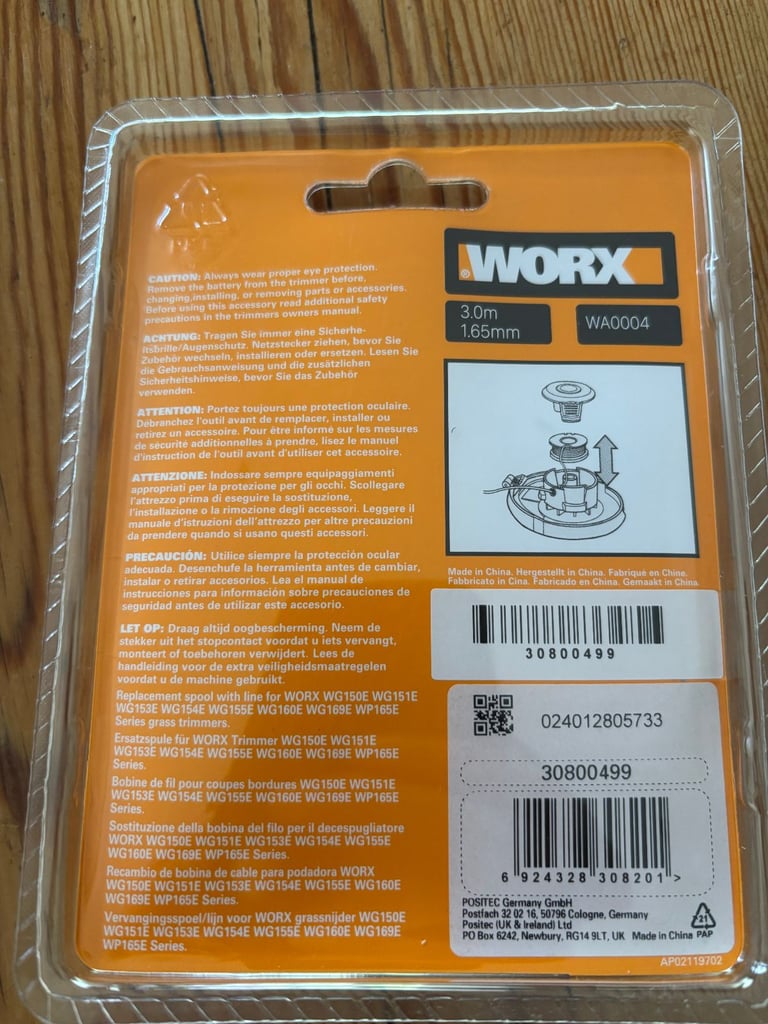 CAUTION: Always wear proper eye protection.
Remove the battery from the trimmer before,
changing,installing, or removing parts or accessories.
Before using this accessory read additional safety
precautions in the trimmers owners manual.
ACHTUNG: Tragen Sie immer eine Sicherhe-
itsbrille/Augenschutz. Netzstecker ziehen, bevor Sie
Zubehör wechseln, installieren oder ersetzen. Lesen Sie
die Gebrauchsanweisung und die zusätzlichen
Sicherheitshinweise, bevor Sie das Zubehör
verwenden.
ATTENTION: Portez toujours une protection oculaire.
Débranchez l'outil avant de remplacer, installer ou
retirez un accessoire. Pour être informé sur les mesures
de sécurité additionnelles à prendre, lisez le manuel
d'instruction de l'outil avant d'utiliser cet accessoire.
ATTENZIONE: Indossare sempre equipaggiamenti
appropriati per la protezione per gli occhi. Scollegare
l'attrezzo prima di eseguire la sostituzione,
l'installazione o la rimozione degli accessori. Leggere il
manuale d'istruzioni dell'attrezzo per altre precauzioni
da prendere quando si usano questi accessori.
PRECAUCIÓN: Utilice siempre la protección ocular
adecuada. Desenchufe la herramienta antes de cambiar,
instalar o retirar accesorios. Lea el manual de
instrucciones para información sobre precauciones de
seguridad antes de utilizar este accesorio.
LET OP: Draag altijd oogbescherming. Neem de
stekker uit het stopcontact voordat u iets vervangt,
monteert of toebehoren verwijdert. Lees de
handleiding voor de extra veiligheidsmaatregelen
voordat u de machine gebruikt.
Replacement spool with line for WORX WG150E WG151E
WG153E WG154E WG155E WG160E WG169E WP165E
Series grass trimmers.
Ersatzspule für WORX Trimmer WG150E WG151E
WG153E WG154E WG155E WG160E WG169E WP165E
Series.
Bobine de fil pour coupes bordures WG150E WG151E
WG153E WG154E WG155E WG160E WG169E WP165E
Series.
Sostituzione della bobina del filo per il decespugliatore
WORX WG150E WG151E WG153E WG154E WG155E
WG160E WG169E WP165E Series.
Recambio de bobina de cable para podadora WORX
WG150E WG151E WG153E WG154E WG155E WG160E
WG169E WP165E Series.
Vervangingsspoel/lijn voor WORX grassnijder WG150E
WG151E WG153E WG154E WG155E WG160E WG169E
WP165E Series.
®WORX
3.0m
1.65mm
WA0004
Made in China. Hergestellt in China. Fabriqué en Chine.
Fabbricato in Cina. Fabricado en China. Gemaakt in China
30800499
024012805733
30800499
6 924328 308201 >
POSITEC Germany GmbH
Postfach 32 02 16, 50796 Cologne, Germany
Positec (UK & Ireland) Ltd
PO Box 6242, Newbury, RG14 9LT, UK Made in China
21
PAP
AP02119702